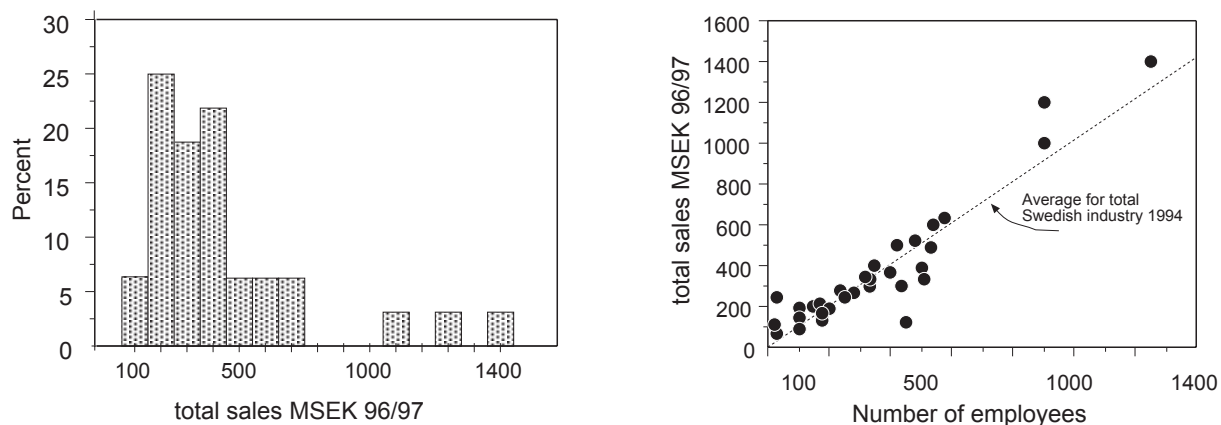 30
25
20
15
10
5
0
Percent
100 500 1000 1400
total sales MSEK 96/97
1600
1400
1200
1000
800
600
400
200
0
total sales MSEK 96/97
Average for total
Swedish industry 1994
100 500 1000 1400
Number of employees